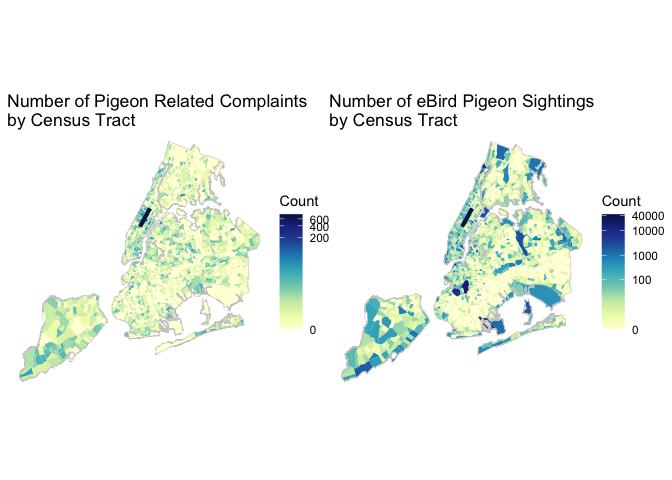 Number of Pigeon Related Complaints
by Census Tract
Count
600
400
200
0
Number of eBird Pigeon Sightings
by Census Tract
Count
40000
10000
1000
100
0